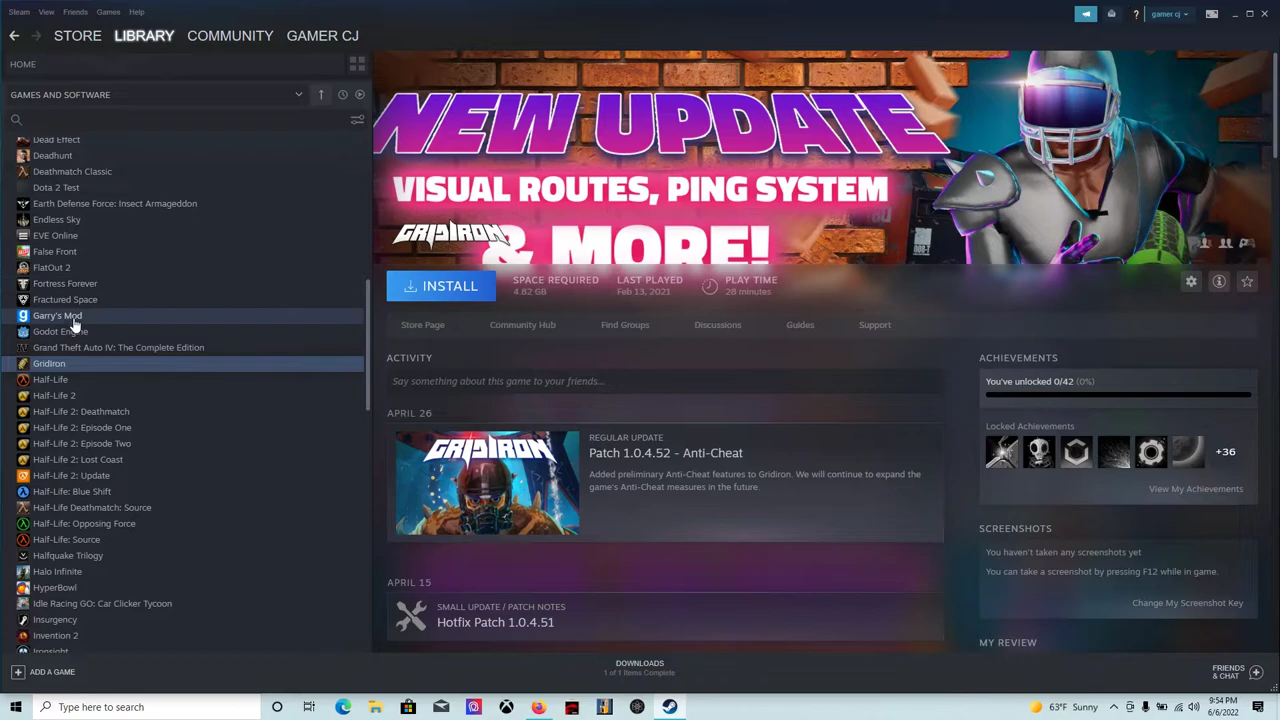 Steam View Friends Games Help
gamer cj
STORE LIBRARY COMMUNITY GAMER CJ
HOME
GAMES AND SOFTWARE
Dead Effect
Deadhunt
Deathmatch Classic
Dota 2 Test
Earth Defense Force: Insect Armageddon
Endless Sky
EVE Online
False Front
FlatOut 2
Fortress Forever
Fractured Space
Garry's Mod
Godot Engine
Grand Theft Auto IV: The Complete Edition
GridIron
Half-Life
Half-Life 2
Half-Life 2: Deathmatch
Half-Life 2: Episode One
Half-Life 2: Episode Two
Half-Life 2: Lost Coast
Half-Life 2: Update
Half-Life: Blue Shift
Half-Life Deathmatch: Source
Half-Life: Opposing Force
Half-Life: Source
Halfquake Trilogy
Halo Infinite
HyperBowl
Idle Racing GO: Car Clicker Tycoon
Insurgency
Invention 2
Ironsight
ADD A GAME
NEW UPDATE
VISUAL ROUTES, PING SYSTEM
& MORE!
GRIDIRON
INSTALL
SPACE REQUIRED
4.82 GB
LAST PLAYED
Feb 13, 2021
PLAY TIME
28 minutes
Store Page Community Hub Find Groups Discussions Guides Support
ACTIVITY
Say something about this game to your friends...
APRIL 26
GRIDIRON
REGULAR UPDATE
Patch 1.0.4.52 - Anti-Cheat
Added preliminary Anti-Cheat features to Gridiron. We will continue to expand the
game's Anti-Cheat measures in the future.
APRIL 15
SMALL UPDATE / PATCH NOTES
Hotfix Patch 1.0.4.51
ACHIEVEMENTS
You've unlocked 0/42 (0%)
Locked Achievements
+36
View My Achievements
SCREENSHOTS
You haven't taken any screenshots yet
You can take a screenshot by pressing F12 while in game.
Change My Screenshot Key
MY REVIEW
DOWNLOADS
1 of 1 Items Complete
FRIENDS
& CHAT
Type here to search
63°F Sunny
9:54 PM
6/6/2022